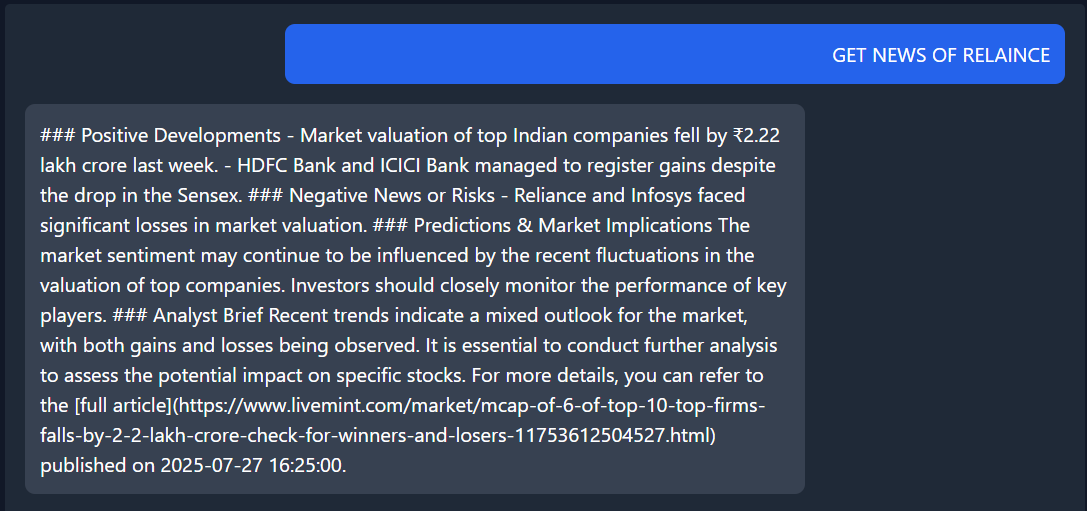 GET NEWS OF RELAINCE
### Positive Developments - Market valuation of top Indian companies fell by ₹2.22
lakh crore last week. - HDFC Bank and ICICI Bank managed to register gains despite
the drop in the Sensex. ### Negative News or Risks - Reliance and Infosys faced
significant losses in market valuation. ### Predictions & Market Implications The
market sentiment may continue to be influenced by the recent fluctuations in the
valuation of top companies. Investors should closely monitor the performance of key
players. ### Analyst Brief Recent trends indicate a mixed outlook for the market,
with both gains and losses being observed. It is essential to conduct further analysis
to assess the potential impact on specific stocks. For more details, you can refer to
the [full article](https://www.livemint.com/market/mcap-of-6-of-top-10-top-firms-
falls-by-2-2-lakh-crore-check-for-winners-and-losers-11753612504527.html)
published on 2025-07-27 16:25:00.